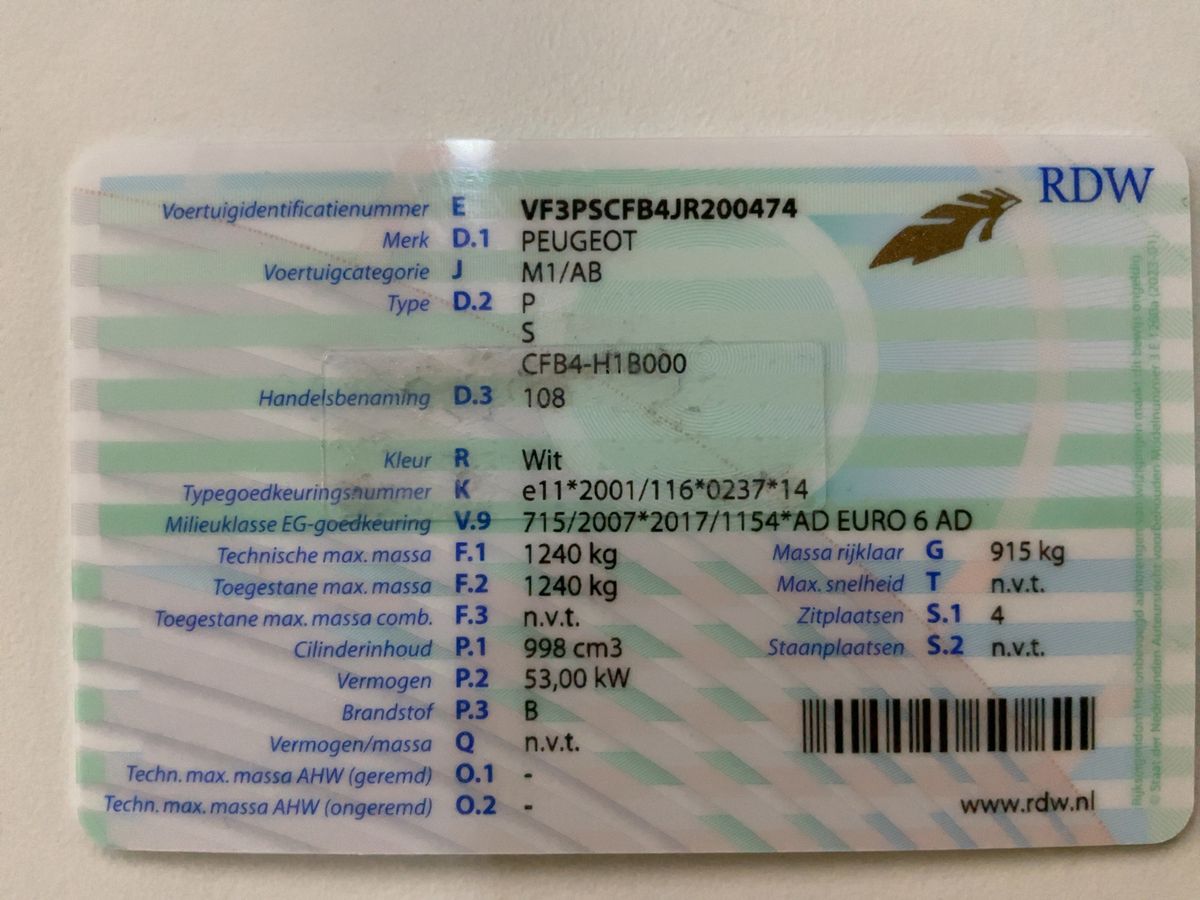 RDW
Voertuigidentificatienummer E VF3PSCFB4JR200474
Merk D.1 PEUGEOT
Voertuigcategorie J M1/AB
Type D.2 P
S
CFB4-H1B000
Handelsbenaming D.3 108
Kleur R Wit
Typegoedkeuringsnummer K e11*2001/116*0237*14
Milieuklasse EG-goedkeuring V.9 715/2007*2017/1154*AD EURO 6 AD
Technische max. massa F.1 1240 kg Massa rijklaar G 915 kg
Toegestane max. massa F.2 1240 kg Max. snelheid T n.v.t.
Toegestane max. massa comb. F.3 n.v.t. Zitplaatsen S.1 4
Cilinderinhoud P.1 998 cm3 Staanplaatsen S.2 n.v.t.
Vermogen P.2 53,00 kW
Brandstof P.3 B
Vermogen/massa Q n.v.t.
Techn. max. massa AHW (geremd) O.1 -
Techn. max. massa AHW (ongeremd) O.2 -
www.rdw.nl